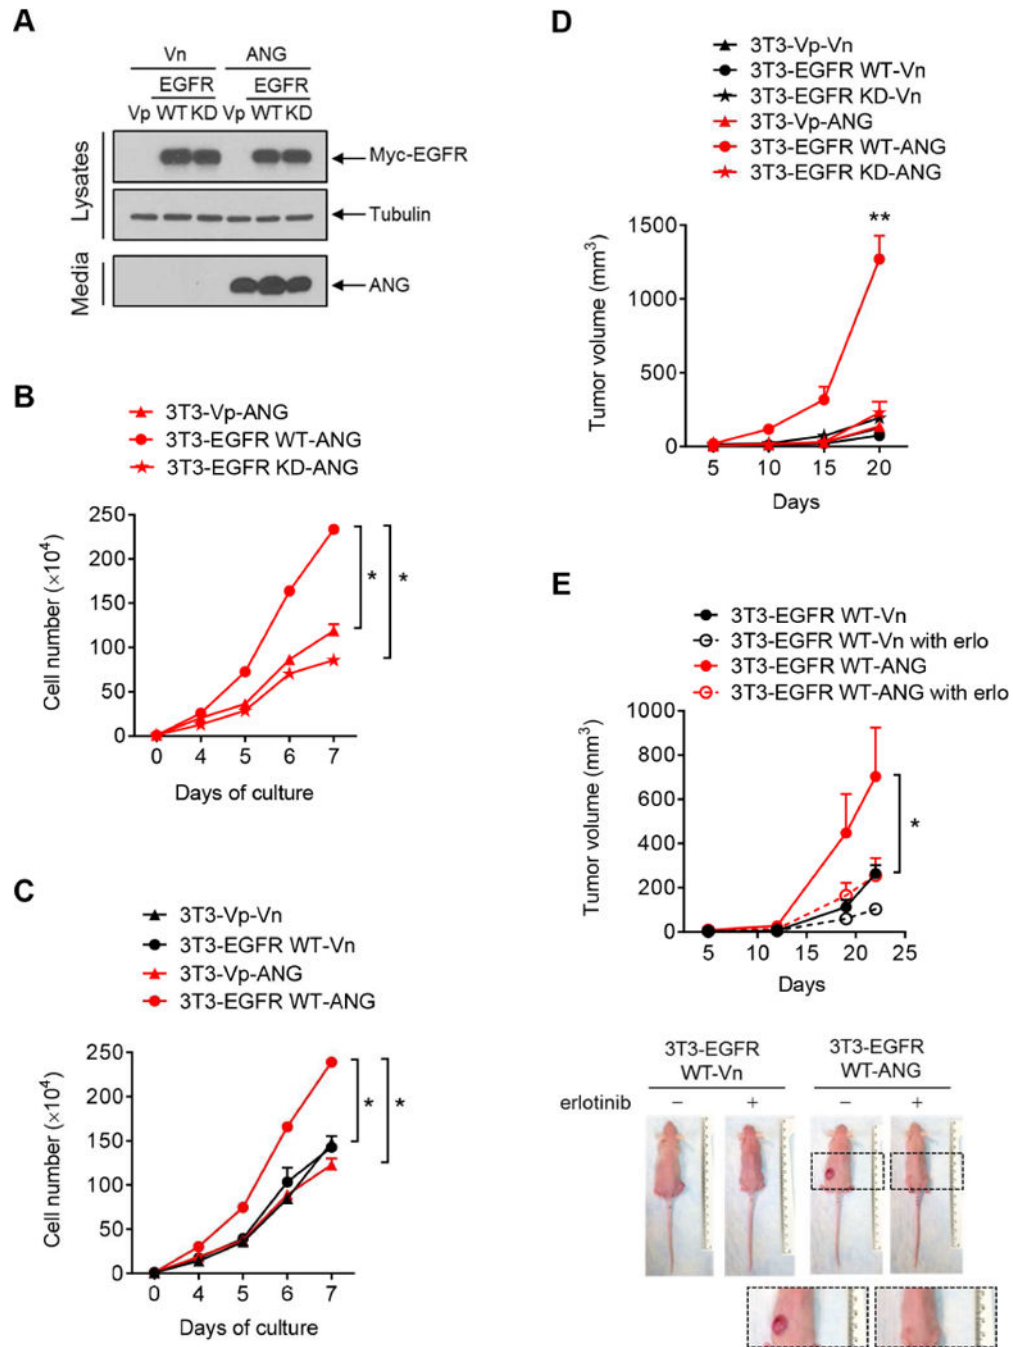 A
Vn ANG
EGFR EGFR
Vp WT KD Vp WT KD
Lysates
Myc-EGFR
Tubulin
Media
ANG
B
3T3-Vp-ANG
3T3-EGFR WT-ANG
3T3-EGFR KD-ANG
Cell number (×10⁴)
250
200
150
100
50
0
0 4 5 6 7
Days of culture
*
*
C
3T3-Vp-Vn
3T3-EGFR WT-Vn
3T3-Vp-ANG
3T3-EGFR WT-ANG
Cell number (×10⁴)
250
200
150
100
50
0
0 4 5 6 7
Days of culture
*
*
D
3T3-Vp-Vn
3T3-EGFR WT-Vn
3T3-EGFR KD-Vn
3T3-Vp-ANG
3T3-EGFR WT-ANG
3T3-EGFR KD-ANG
Tumor volume (mm³)
1500
1000
500
0
5 10 15 20
Days
**
E
3T3-EGFR WT-Vn
3T3-EGFR WT-Vn with erlo
3T3-EGFR WT-ANG
3T3-EGFR WT-ANG with erlo
Tumor volume (mm³)
1000
800
600
400
200
0
5 10 15 20 25
Days
*
3T3-EGFR 3T3-EGFR
WT-Vn WT-ANG
erlotinib − + − +